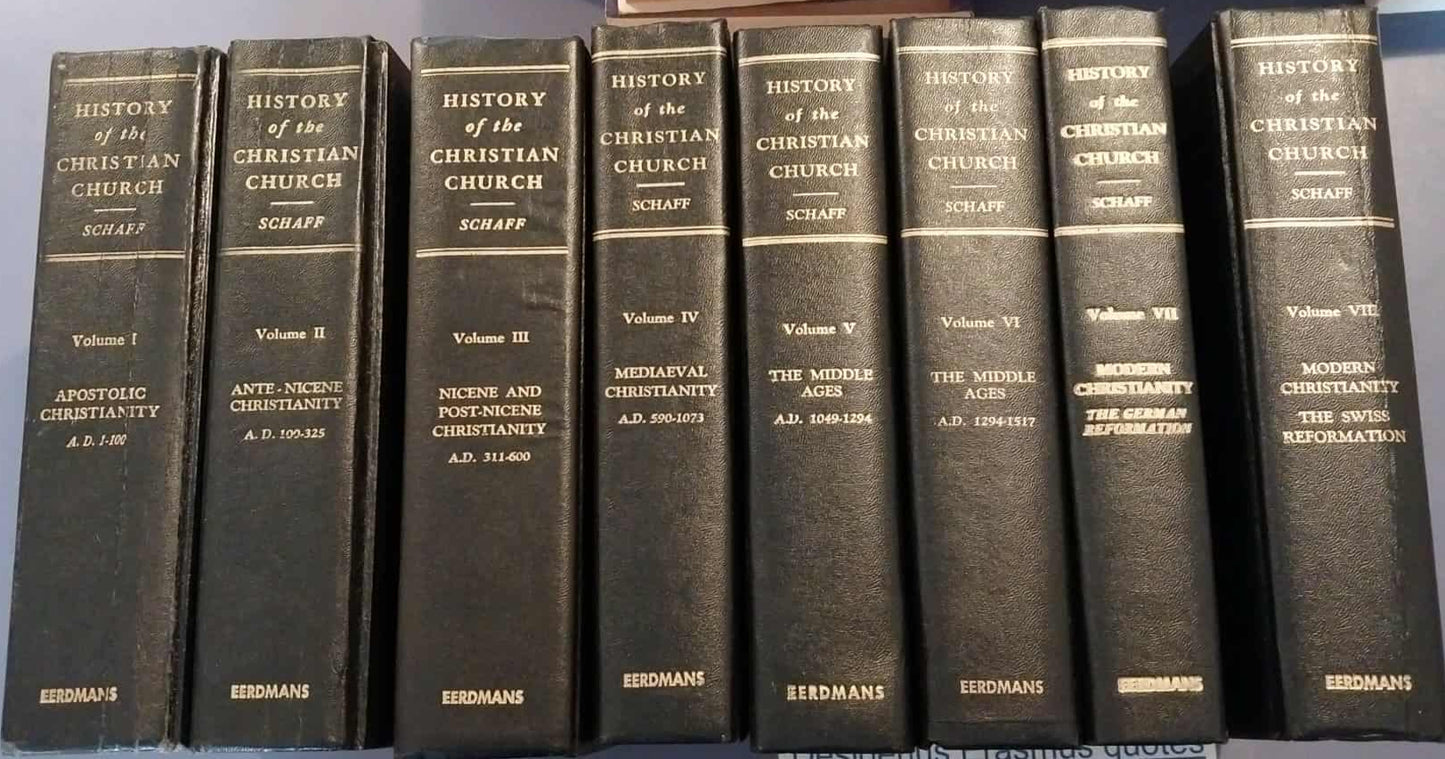 HISTORY
of the
CHRISTIAN
CHURCH
SCHAFF
Volume I
APOSTOLIC
CHRISTIANITY
A. D. 1-100
EERDMANS
HISTORY
of the
CHRISTIAN
CHURCH
SCHAFF
Volume II
ANTE-NICENE
CHRISTIANITY
A. D. 100-325
EERDMANS
HISTORY
of the
CHRISTIAN
CHURCH
SCHAFF
Volume III
NICENE AND
POST-NICENE
CHRISTIANITY
A.D. 311-600
EERDMANS
HISTORY
of the
CHRISTIAN
CHURCH
SCHAFF
Volume IV
MEDIAEVAL
CHRISTIANITY
A.D. 590-1073
EERDMANS
HISTORY
of the
CHRISTIAN
CHURCH
SCHAFF
Volume V
THE MIDDLE
AGES
A.D. 1049-1294
EERDMANS
HISTORY
of the
CHRISTIAN
CHURCH
SCHAFF
Volume VI
THE MIDDLE
AGES
A.D. 1294-1517
EERDMANS
HISTORY
of the
CHRISTIAN
CHURCH
SCHAFF
Volume VII
MODERN
CHRISTIANITY
THE GERMAN
REFORMATION
EERDMANS
HISTORY
of the
CHRISTIAN
CHURCH
SCHAFF
Volume VIII
MODERN
CHRISTIANITY
THE SWISS
REFORMATION
EERDMANS
Desiderius Erasmus quotes